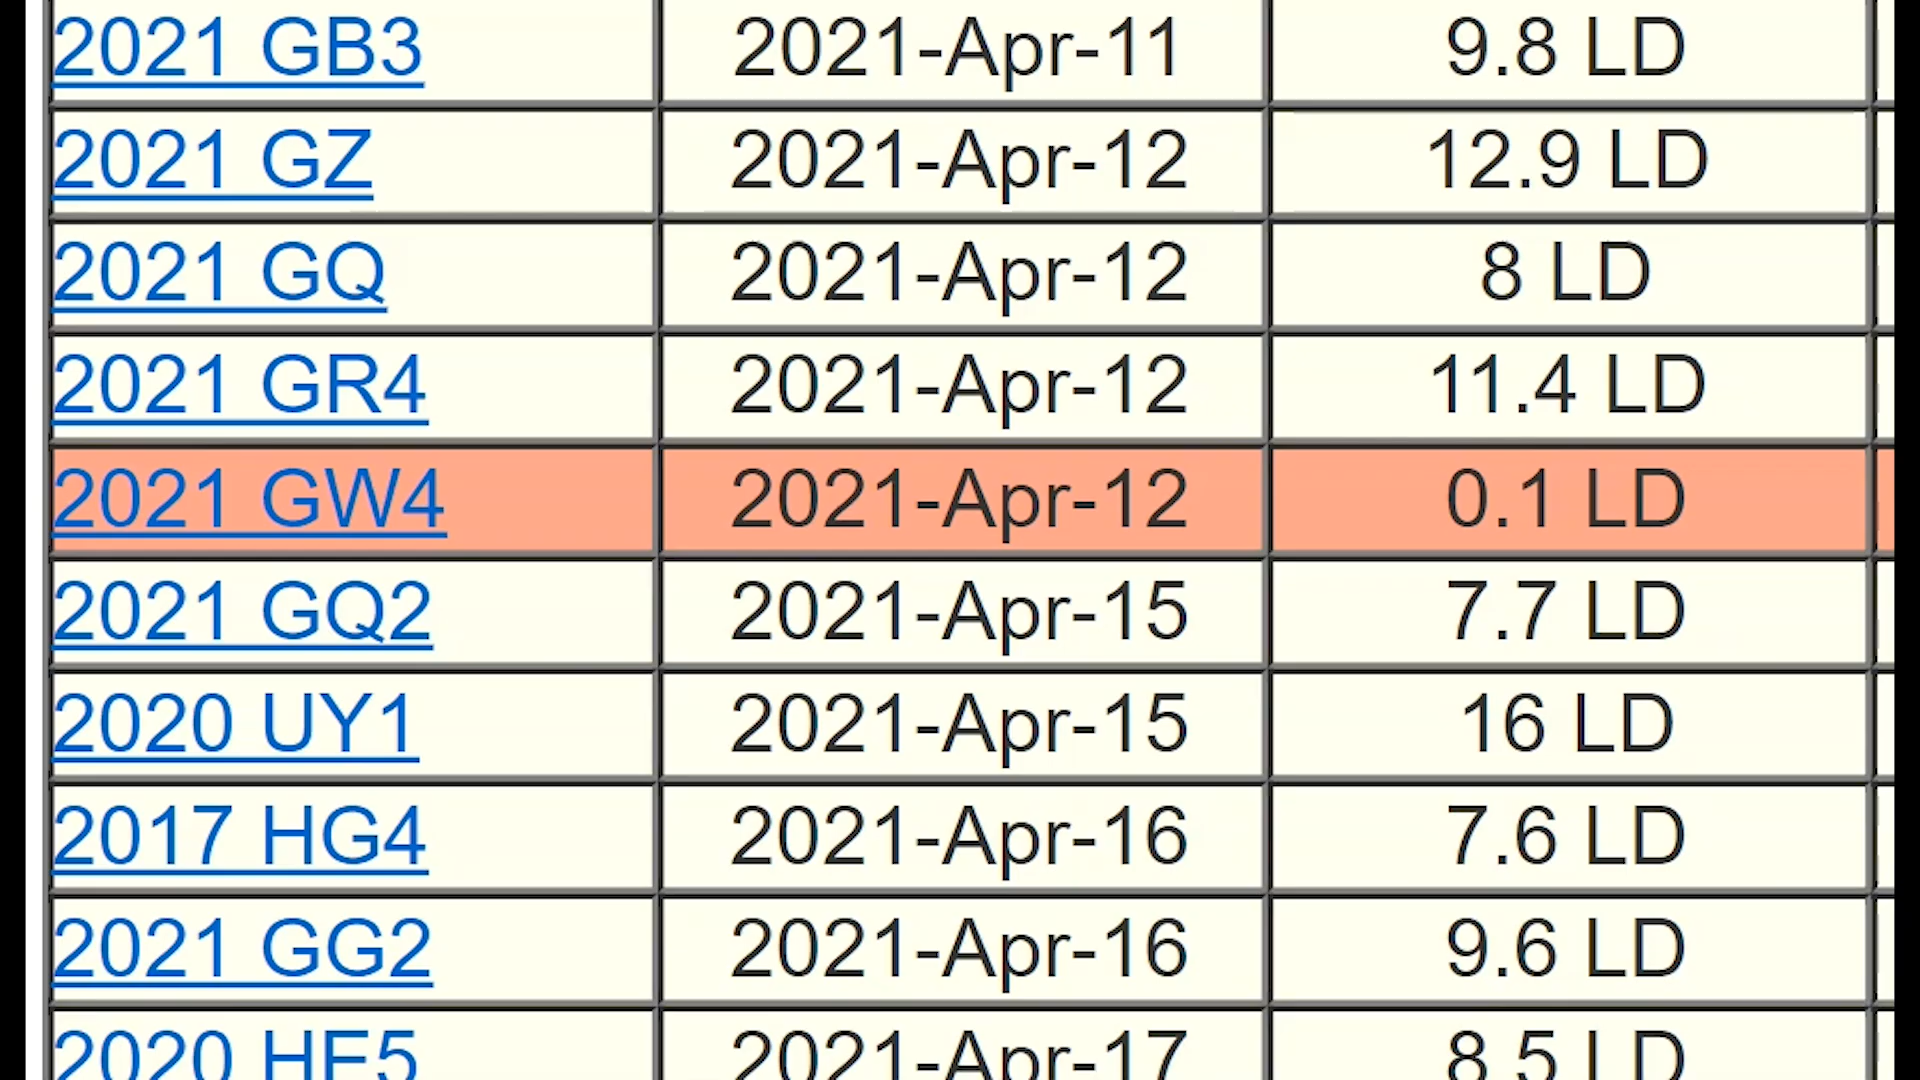 2021 GB3 2021-Apr-11 9.8 LD
2021 GZ 2021-Apr-12 12.9 LD
2021 GQ 2021-Apr-12 8 LD
2021 GR4 2021-Apr-12 11.4 LD
2021 GW4 2021-Apr-12 0.1 LD
2021 GQ2 2021-Apr-15 7.7 LD
2020 UY1 2021-Apr-15 16 LD
2017 HG4 2021-Apr-16 7.6 LD
2021 GG2 2021-Apr-16 9.6 LD
2020 2021-Apr-17 8.5 LD